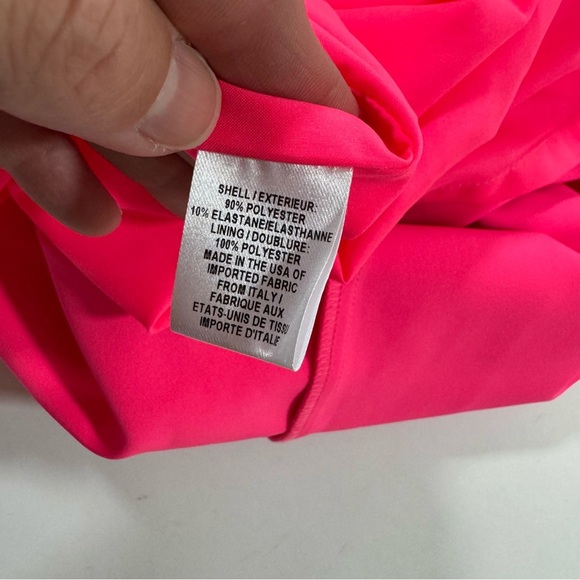 SHELL / EXTERIEUR:
90% POLYESTER
10% ELASTANE/ELASTHANNE
LINING / DOUBLURE:
100% POLYESTER
MADE IN THE USA OF
IMPORTED FABRIC
FROM ITALY /
FABRIQUE AUX
ETATS-UNIS DE TISSU
IMPORTE D'ITALIE